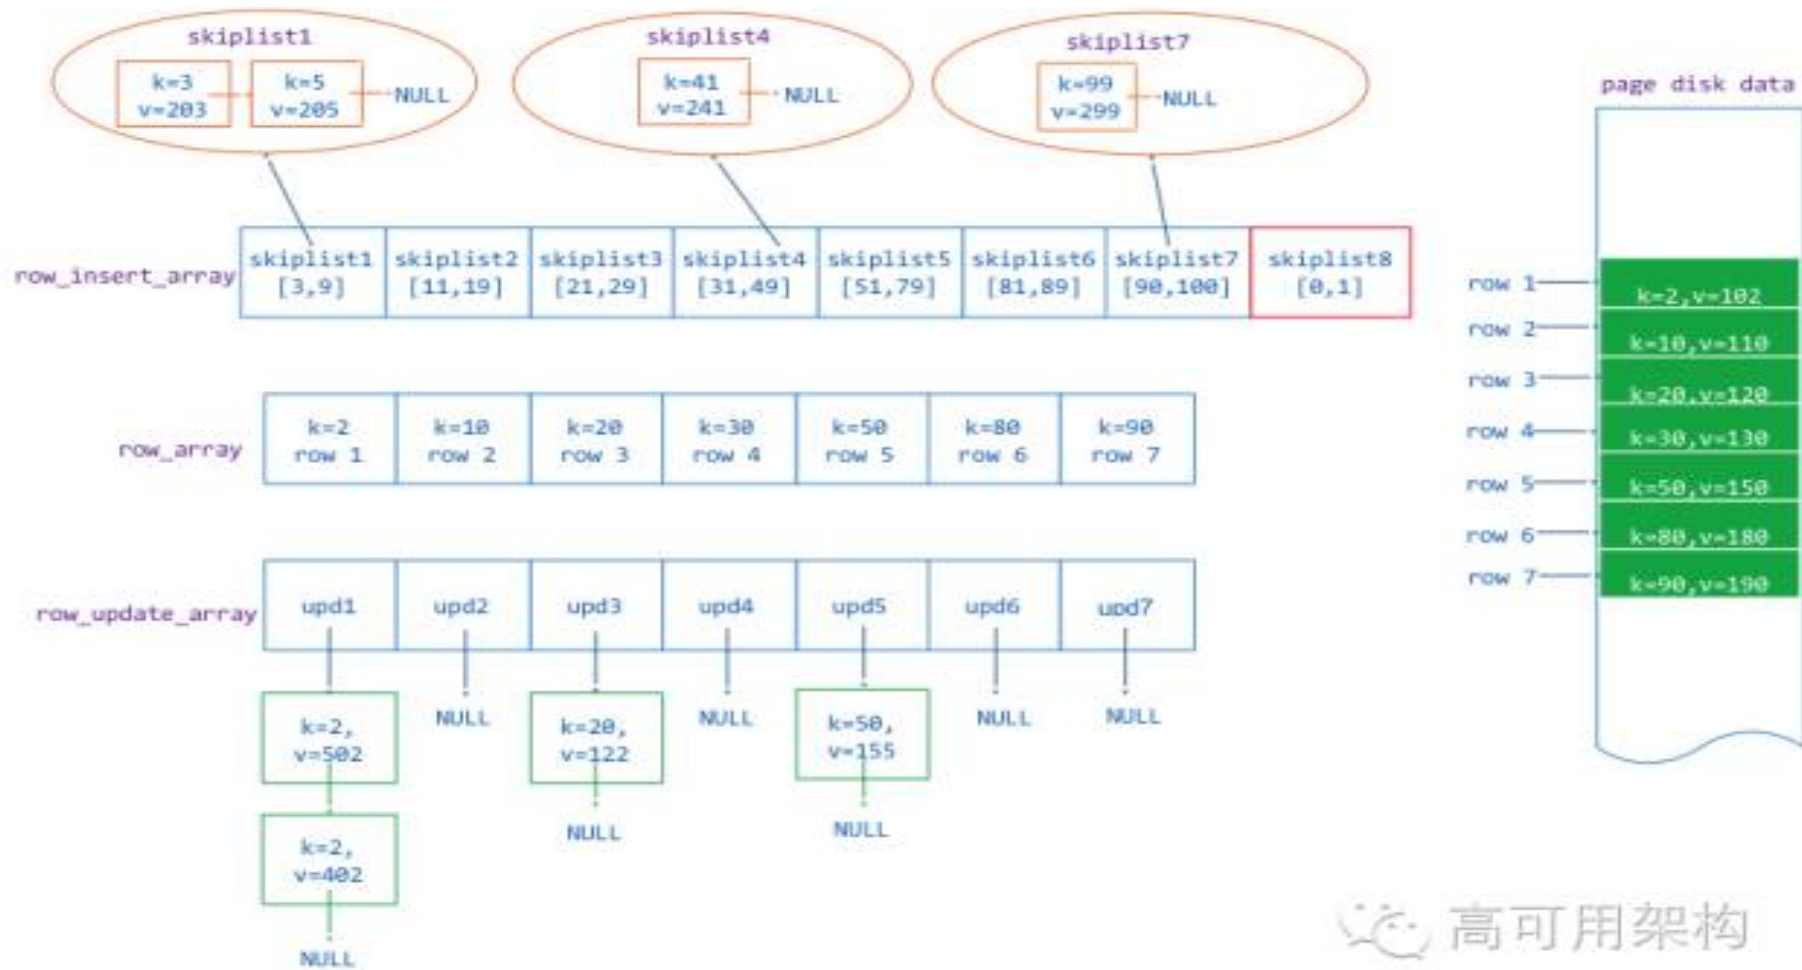 skiplist1
k=3
v=203
k=5
v=205
NULL
skiplist4
k=41
v=241
NULL
skiplist7
k=99
v=299
NULL
page disk data
row_insert_array
skiplist1
[3,9]
skiplist2
[11,19]
skiplist3
[21,29]
skiplist4
[31,49]
skiplist5
[51,79]
skiplist6
[81,89]
skiplist7
[90,100]
skiplist8
[0,1]
row_array
k=2
row 1
k=10
row 2
k=20
row 3
k=30
row 4
k=50
row 5
k=80
row 6
k=90
row 7
row_update_array
upd1
upd2
upd3
upd4
upd5
upd6
upd7
k=2,
v=502
NULL
k=20,
v=122
NULL
k=50,
v=155
NULL
NULL
k=2,
v=402
NULL
NULL
NULL
row 1
k=2,v=102
row 2
k=10,v=110
row 3
k=20,v=120
row 4
k=30,v=130
row 5
k=50,v=150
row 6
k=80,v=180
row 7
k=90,v=190
高可用架构